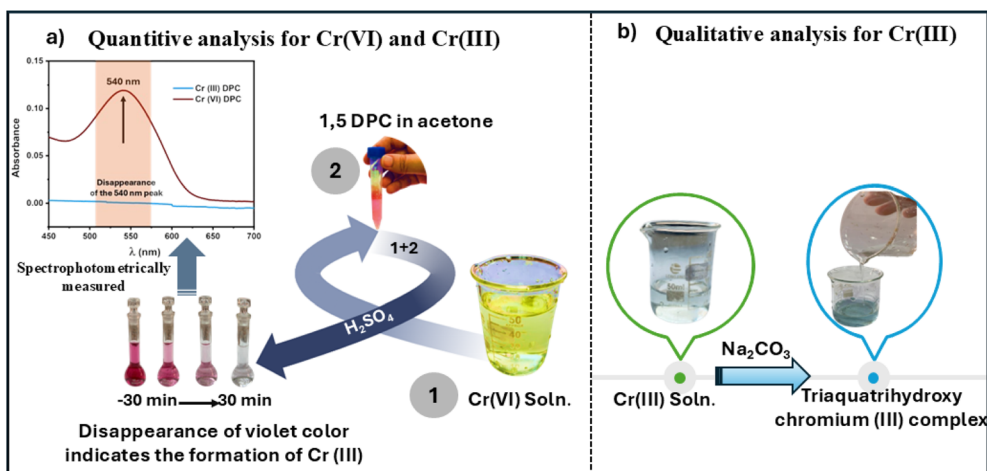 a) Quantitive analysis for Cr(VI) and Cr(III)
0.15
0.10
0.05
0.00
Absorbance
540 nm
Cr (III) DPC
Cr (VI) DPC
Disappearance
of the 540 nm peak
450 500 550 600 650 700
λ (nm)
Spectrophotometrically
measured
-30 min 30 min
Disappearance of violet color
indicates the formation of Cr (III)
1,5 DPC in acetone
2
1+2
H₂SO₄
50
40
1
Cr(VI) Soln.
b) Qualitative analysis for Cr(III)
Cr(III) Soln.
Na₂CO₃
Triaquatrihydroxy
chromium (III) complex